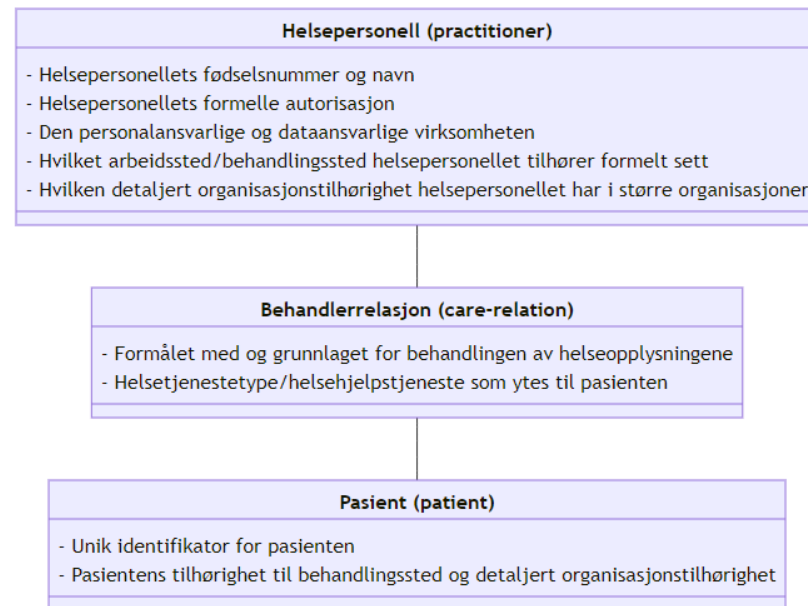 Helsepersonell (practitioner)
- Helsepersonellets fødselsnummer og navn
- Helsepersonellets formelle autorisasjon
- Den personalansvarlige og dataansvarlige virksomheten
- Hvilket arbeidssted/behandlingssted helsepersonellet tilhører formelt sett
- Hvilken detaljert organisasjonstilhørighet helsepersonellet har i større organisasjoner
Behandlerrelasjon (care-relation)
- Formålet med og grunnlaget for behandlingen av helseopplysningene
- Helsetjenestetype/helsehjelpstjeneste som ytes til pasienten
Pasient (patient)
- Unik identifikator for pasienten
- Pasientens tilhørighet til behandlingssted og detaljert organisasjonstilhørighet